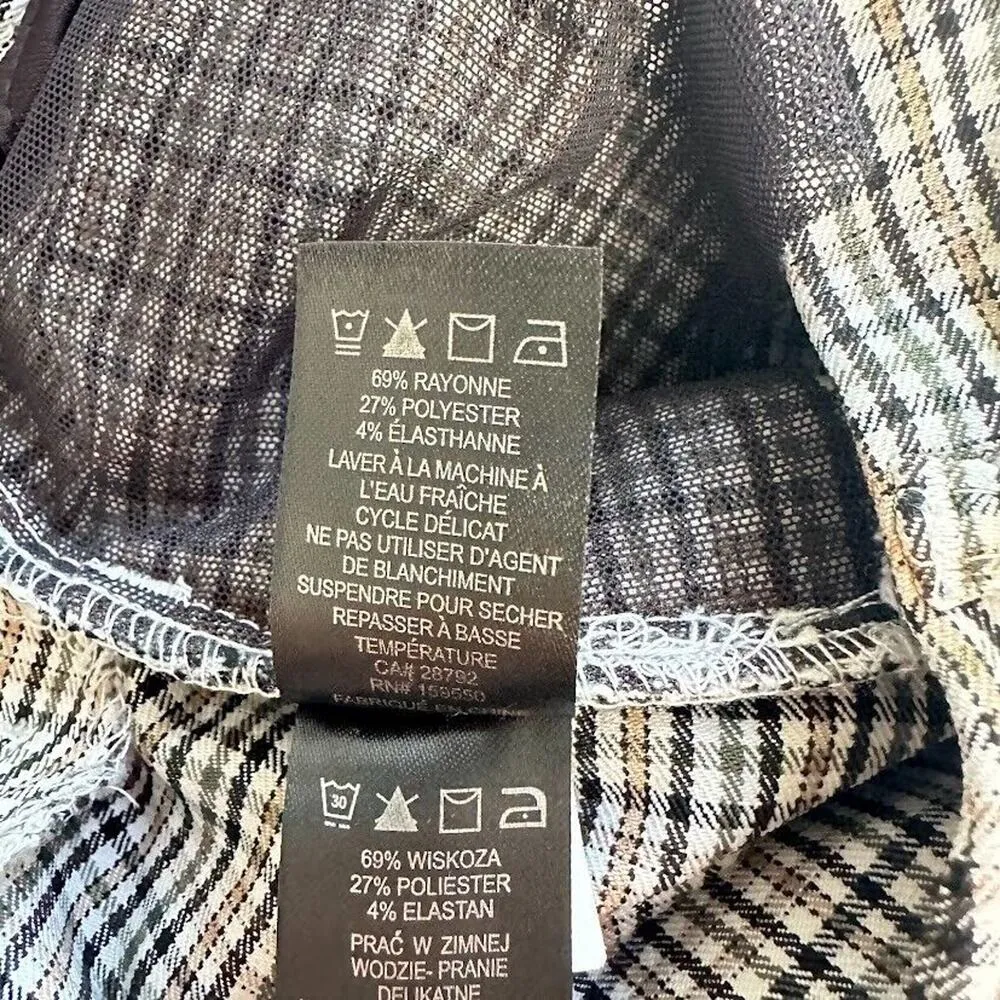 69% RAYONNE
27% POLYESTER
4% ÉLASTHANNE
LAVER À LA MACHINE À
L'EAU FRAÎCHE
CYCLE DÉLICAT
NE PAS UTILISER D'AGENT
DE BLANCHIMENT
SUSPENDRE POUR SECHER
REPASSER À BASSE
TEMPÉRATURE
CA# 28792
RN# 159550
FABRIQUÉ EN
30
69% WISKOZA
27% POLIESTER
4% ELASTAN
PRAĆ W ZIMNEJ
WODZIE- PRANIE
DELIKATNE